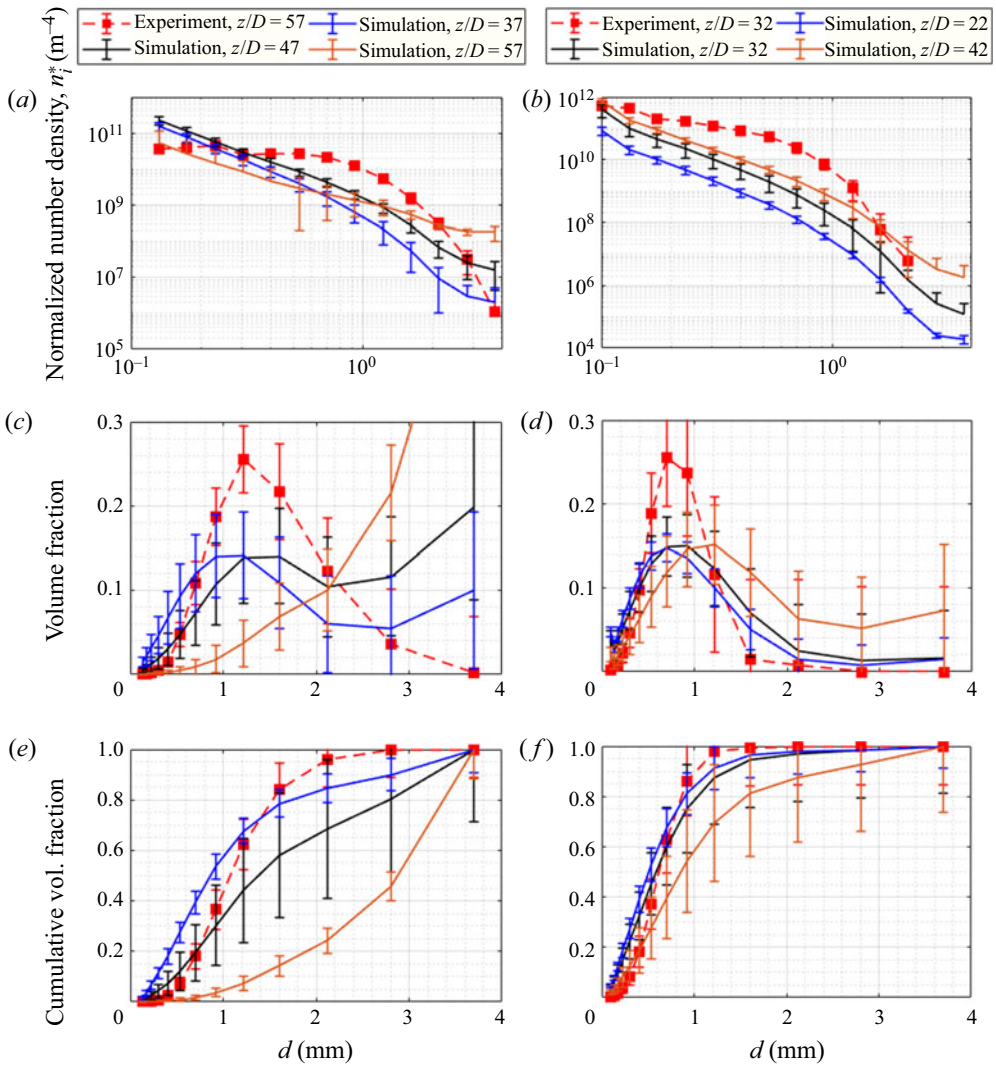 Experiment, z/D = 57
Simulation, z/D = 37
Simulation, z/D = 47
Simulation, z/D = 57
Experiment, z/D = 32
Simulation, z/D = 22
Simulation, z/D = 32
Simulation, z/D = 42
Normalized number density, n_i^* (m^{–4})
(a)
10^{11}
10^9
10^7
10^5
10^{–1}
10^0
(b)
10^{12}
10^{10}
10^8
10^6
10^4
10^{–1}
10^0
Volume fraction
(c)
0.3
0.2
0.1
0
1
2
3
4
(d)
0.3
0.2
0.1
0
1
2
3
4
Cumulative vol. fraction
(e)
1.0
0.8
0.6
0.4
0.2
0
1
2
3
4
d (mm)
(f)
1.0
0.8
0.6
0.4
0.2
0
1
2
3
4
d (mm)